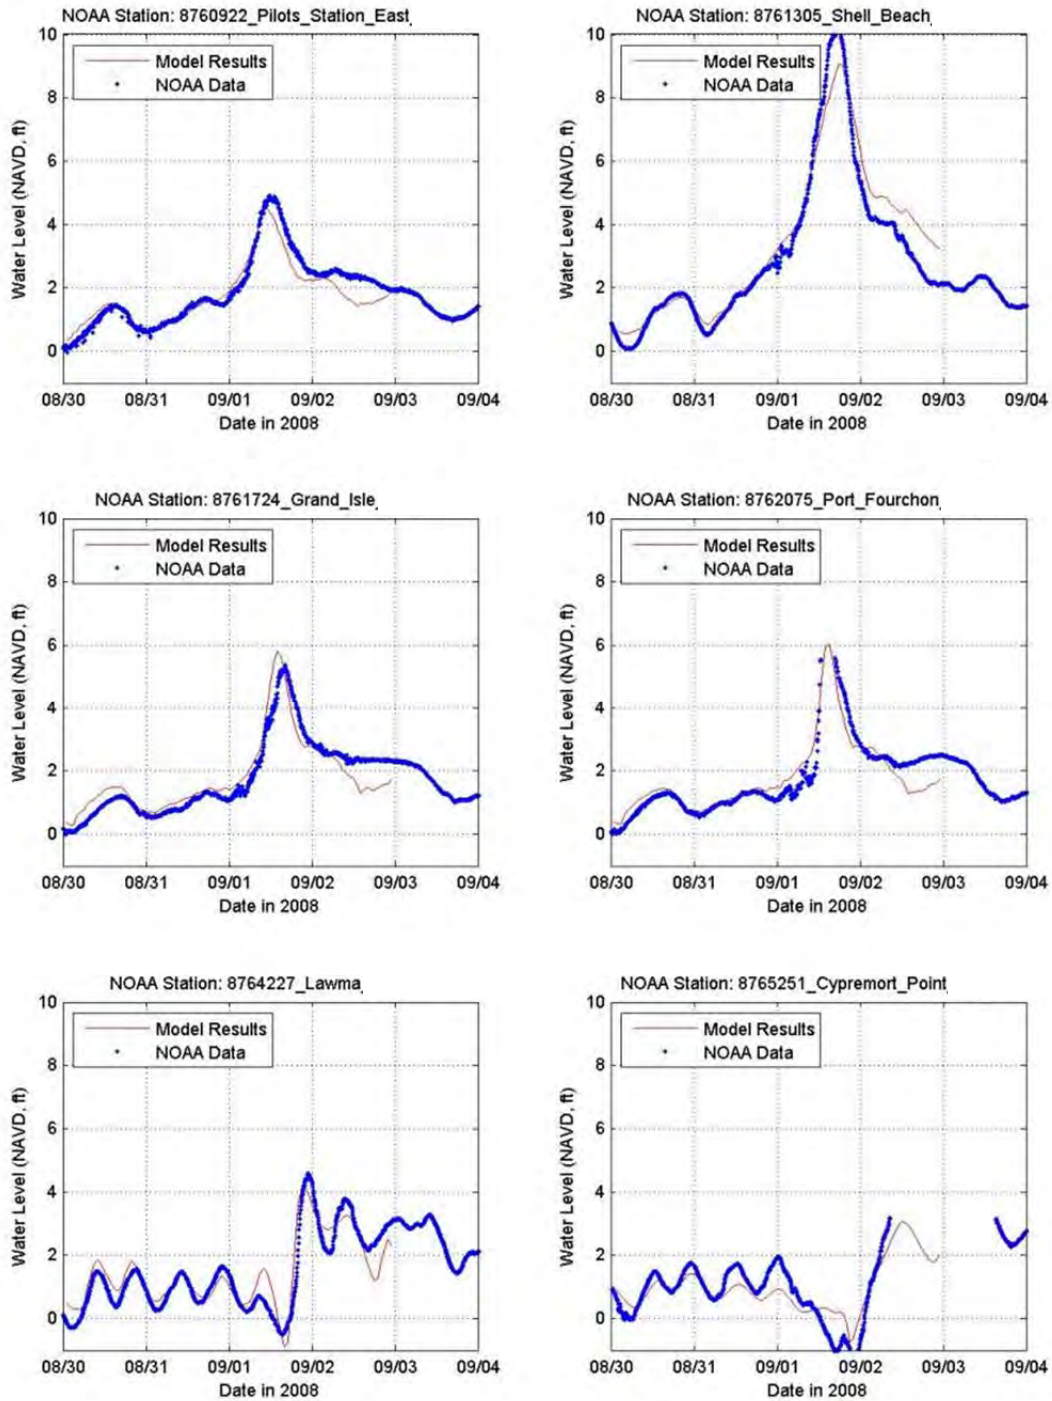 NOAA Station: 8760922_Pilots_Station_East
10
8
6
4
2
0
Water Level (NAVD, ft)
Model Results
NOAA Data
08/30 08/31 09/01 09/02 09/03 09/04
Date in 2008
NOAA Station: 8761305_Shell_Beach
10
8
6
4
2
0
Water Level (NAVD, ft)
Model Results
NOAA Data
08/30 08/31 09/01 09/02 09/03 09/04
Date in 2008
NOAA Station: 8761724_Grand_Isle
10
8
6
4
2
0
Water Level (NAVD, ft)
Model Results
NOAA Data
08/30 08/31 09/01 09/02 09/03 09/04
Date in 2008
NOAA Station: 8762075_Port_Fourchon
10
8
6
4
2
0
Water Level (NAVD, ft)
Model Results
NOAA Data
08/30 08/31 09/01 09/02 09/03 09/04
Date in 2008
NOAA Station: 8764227_Lawma
10
8
6
4
2
0
Water Level (NAVD, ft)
Model Results
NOAA Data
08/30 08/31 09/01 09/02 09/03 09/04
Date in 2008
NOAA Station: 8765251_Cypremort_Point
10
8
6
4
2
0
Water Level (NAVD, ft)
Model Results
NOAA Data
08/30 08/31 09/01 09/02 09/03 09/04
Date in 2008